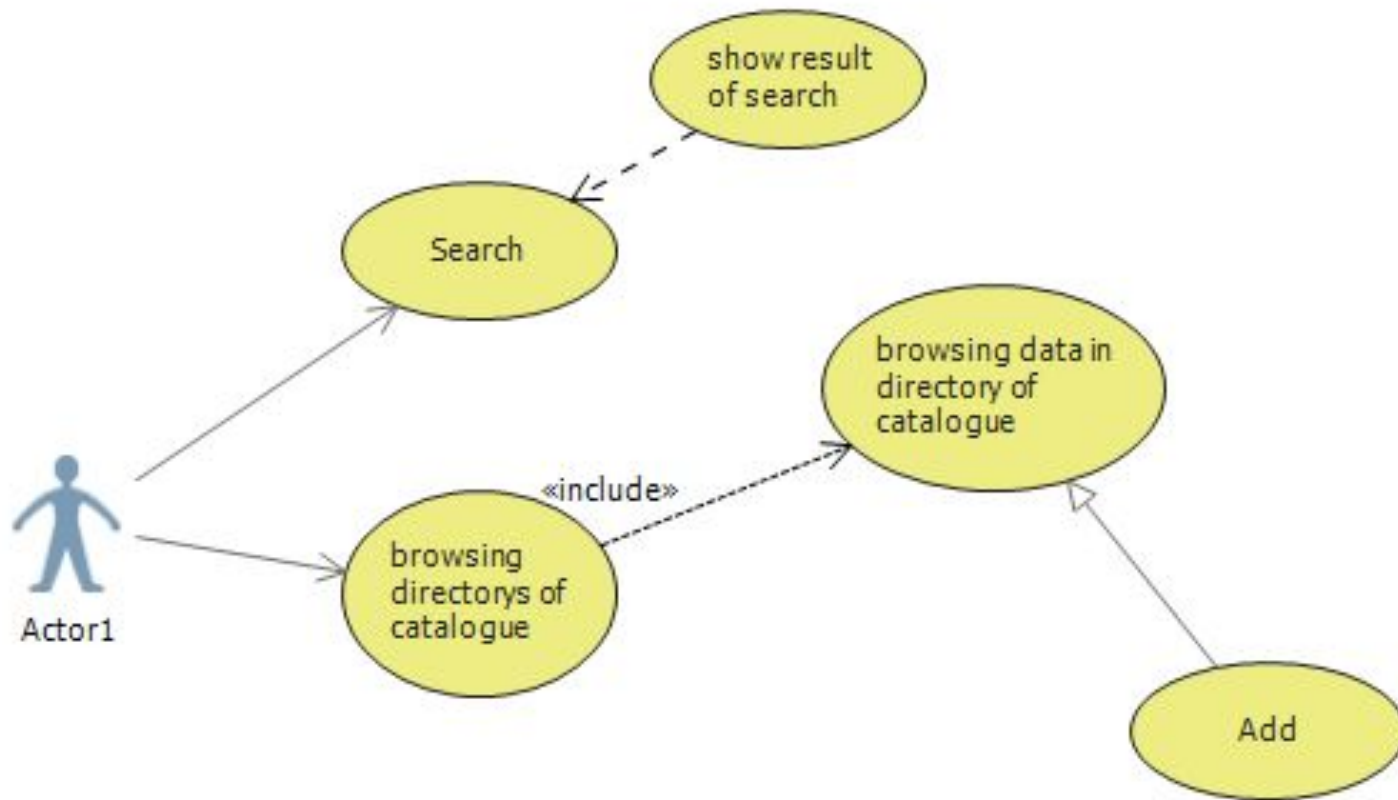 show result
of search
Search
browsing data in
directory of
catalogue
«include»
browsing
directorys of
catalogue
Actor1
Add